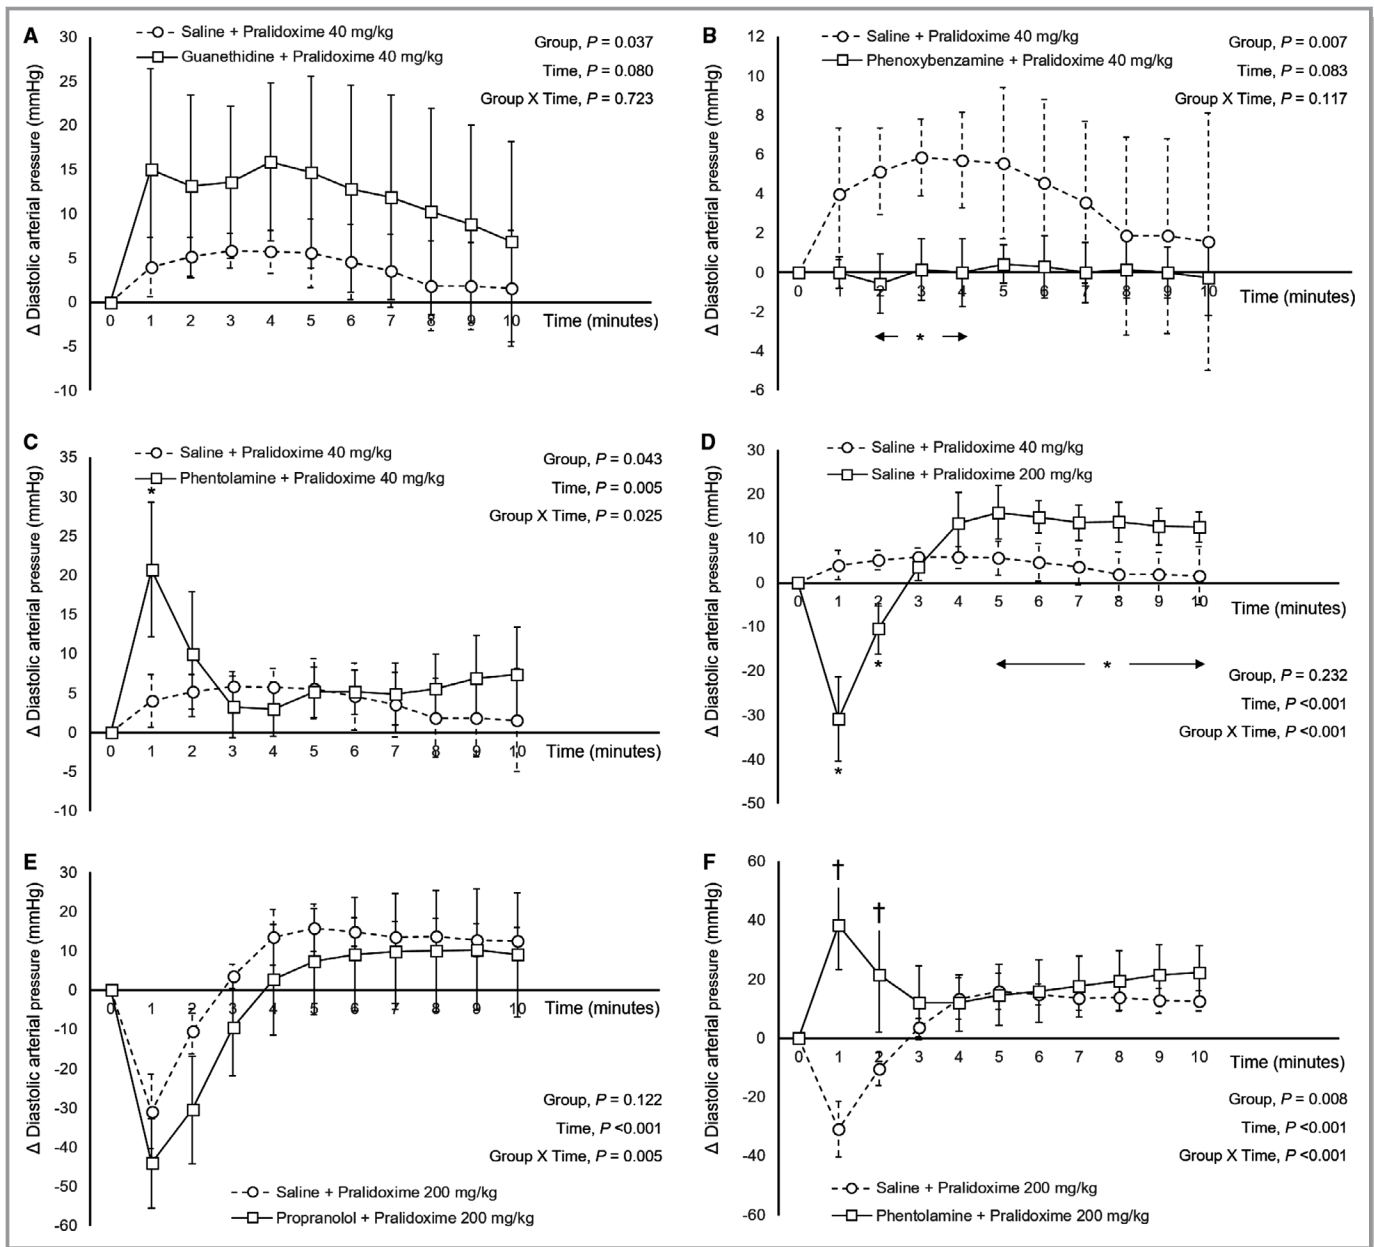 A
Saline + Pralidoxime 40 mg/kg
Guanethidine + Pralidoxime 40 mg/kg
Group, P = 0.037
Time, P = 0.080
Group X Time, P = 0.723
Δ Diastolic arterial pressure (mmHg)
30
25
20
15
10
5
0
-5
-10
0 1 2 3 4 5 6 7 8 9 10 Time (minutes)
B
Saline + Pralidoxime 40 mg/kg
Phenoxybenzamine + Pralidoxime 40 mg/kg
Group, P = 0.007
Time, P = 0.083
Group X Time, P = 0.117
Δ Diastolic arterial pressure (mmHg)
12
10
8
6
4
2
0
-2
-4
-6
0 1 2 3 4 5 6 7 8 9 10 Time (minutes)
*
C
Saline + Pralidoxime 40 mg/kg
Phentolamine + Pralidoxime 40 mg/kg
Group, P = 0.043
Time, P = 0.005
Group X Time, P = 0.025
Δ Diastolic arterial pressure (mmHg)
35
30
25
20
15
10
5
0
-5
-10
*
0 1 2 3 4 5 6 7 8 9 10 Time (minutes)
D
Saline + Pralidoxime 40 mg/kg
Saline + Pralidoxime 200 mg/kg
Δ Diastolic arterial pressure (mmHg)
30
20
10
0
-10
-20
-30
-40
-50
0 1 2 3 4 5 6 7 8 9 10 Time (minutes)
* *
*
Group, P = 0.232
Time, P <0.001
Group X Time, P <0.001
E
Δ Diastolic arterial pressure (mmHg)
30
20
10
0
-10
-20
-30
-40
-50
-60
0 1 2 3 4 5 6 7 8 9 10 Time (minutes)
Group, P = 0.122
Time, P <0.001
Group X Time, P = 0.005
Saline + Pralidoxime 200 mg/kg
Propranolol + Pralidoxime 200 mg/kg
F
Δ Diastolic arterial pressure (mmHg)
60
40
20
0
-20
-40
-60
†
†
0 1 2 3 4 5 6 7 8 9 10 Time (minutes)
Group, P = 0.008
Time, P <0.001
Group X Time, P <0.001
Saline + Pralidoxime 200 mg/kg
Phentolamine + Pralidoxime 200 mg/kg